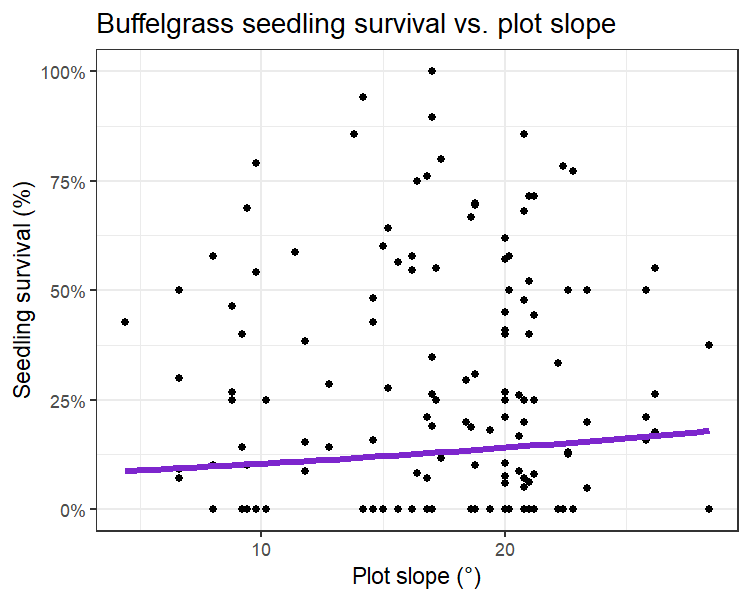 Buffelgrass seedling survival vs. plot slope
100%
75%
50%
25%
0%
Seedling survival (%)
10 20
Plot slope (°)